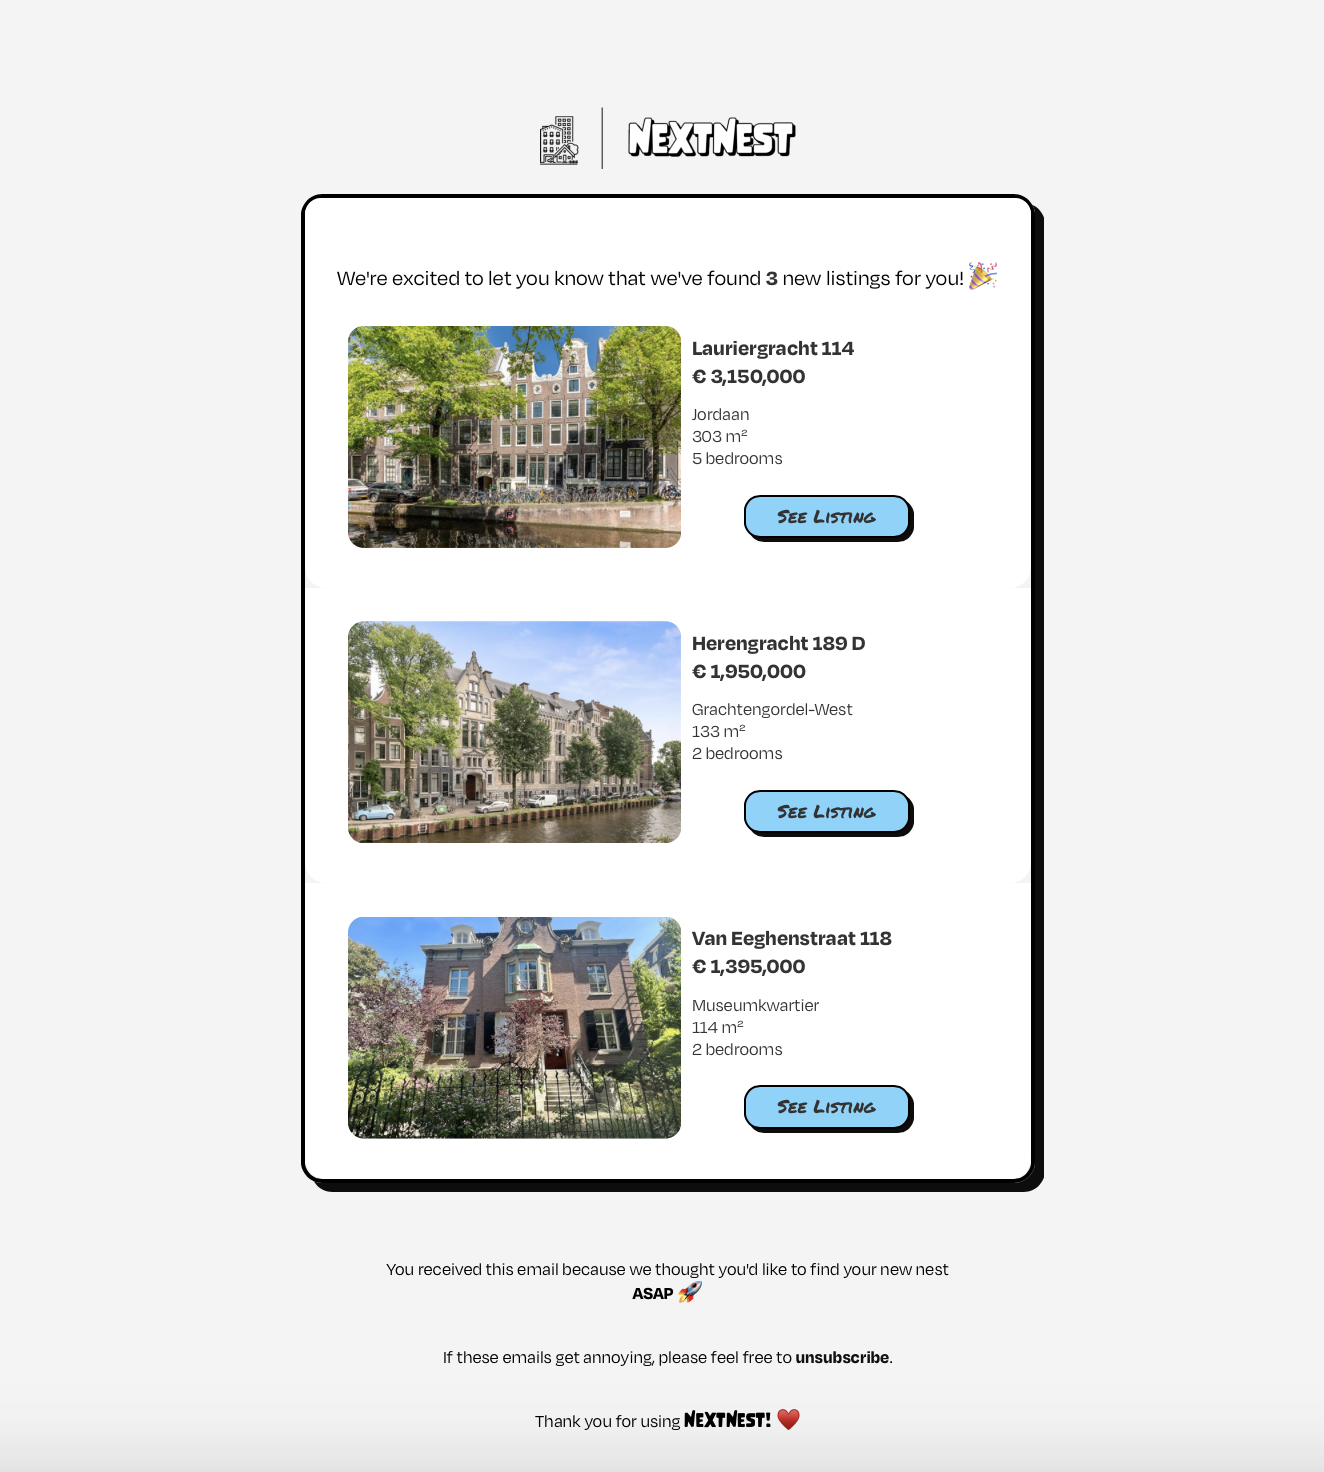 NEXTNEST
We're excited to let you know that we've found 3 new listings for you! 🎉
Lauriergracht 114
€ 3,150,000
Jordaan
303 m²
5 bedrooms
See Listing
Herengracht 189 D
€ 1,950,000
Grachtengordel-West
133 m²
2 bedrooms
See Listing
Van Eeghenstraat 118
€ 1,395,000
Museumkwartier
114 m²
2 bedrooms
See Listing
You received this email because we thought you'd like to find your new nest
ASAP 🚀
If these emails get annoying, please feel free to unsubscribe.
Thank you for using NEXTNEST! ♥️